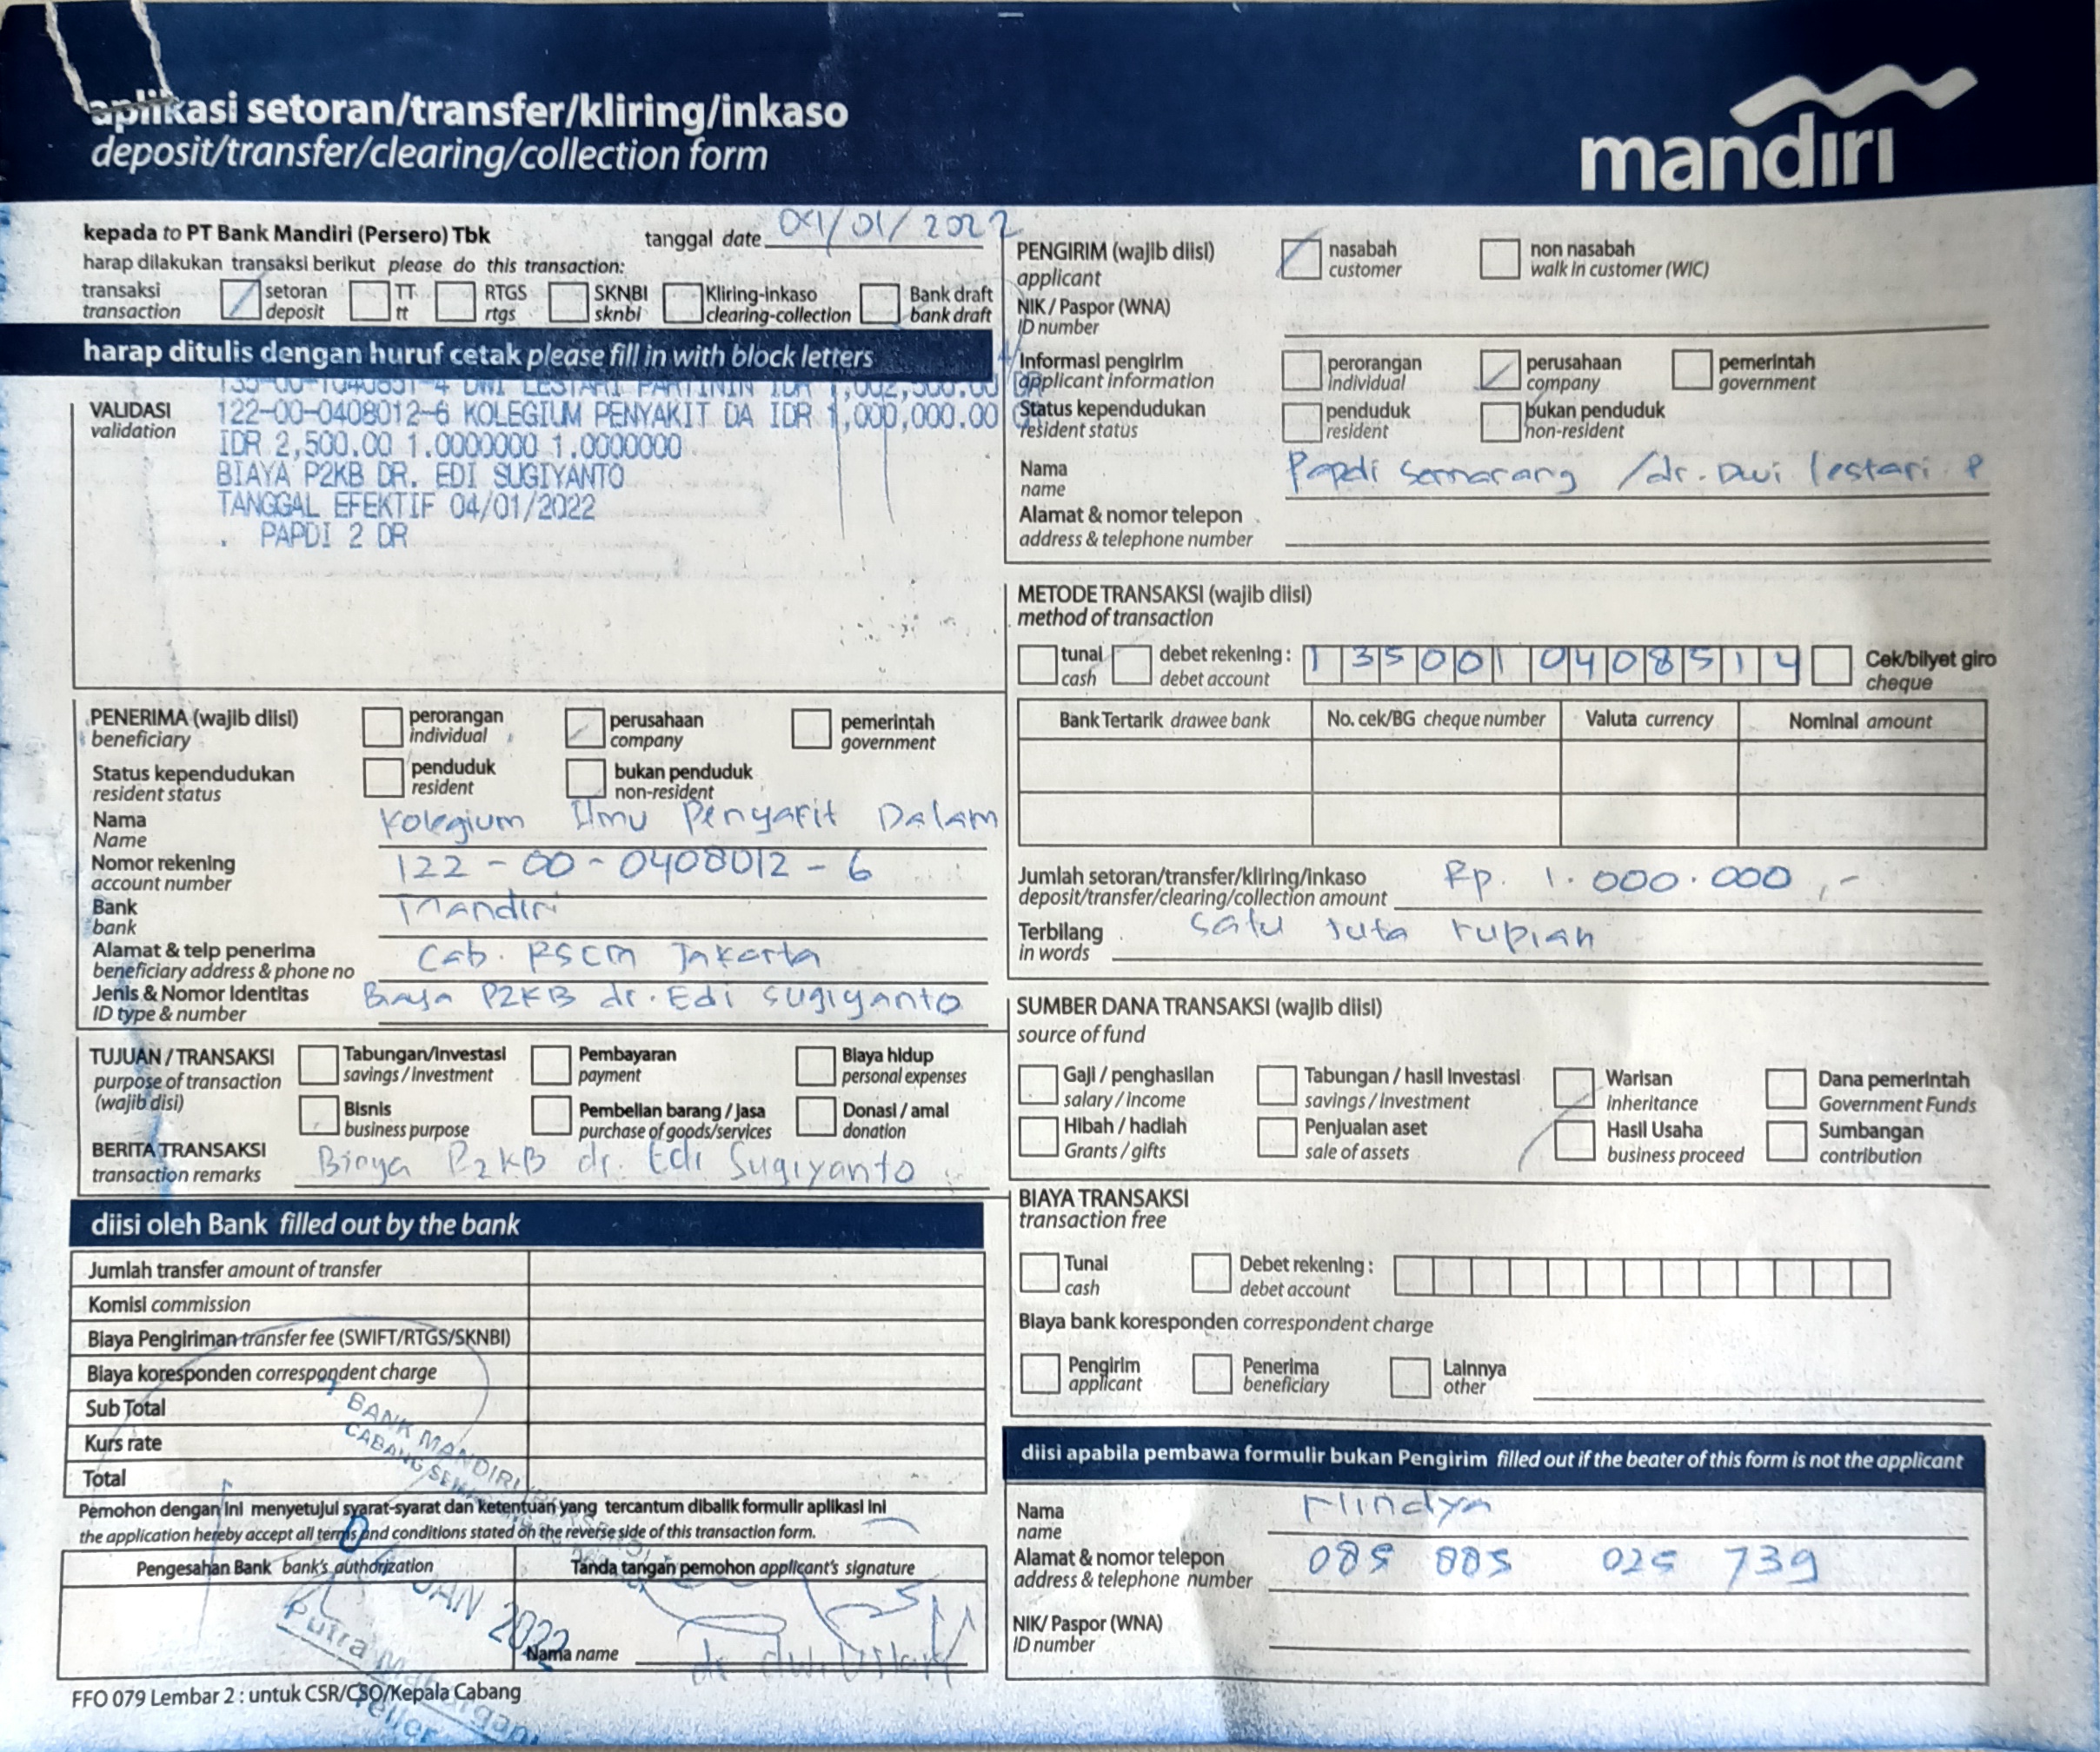 aplikasi setoran/transfer/kliring/inkaso
deposit/transfer/clearing/collection form
mandırı
kepada to PT Bank Mandiri (Persero) Tbk
tanggal date 04/01/2022
harap dilakukan transaksi berikut please do this transaction:
transaksi transaction
setoran deposit
TT tt
RTGS rtgs
SKNBI sknbi
Kliring-inkaso clearing-collection
Bank draft bank draft
harap ditulis dengan huruf cetak please fill in with block letters
VALIDASI
validation
135-00-1040851-4 DWI LESTARI PARTININ IDR 1,002,500.00 DR
122-00-0408012-6 KOLEGIUM PENYAKIT DA IDR 1,000,000.00
IDR 2,500.00 1.0000000 1.0000000
BIAYA P2KB DR. EDI SUGIYANTO
TANGGAL EFEKTIF 04/01/2022
. PAPDI 2 DR
PENERIMA (wajib diisi)
beneficiary
perorangan individual
perusahaan company
pemerintah government
Status kependudukan
resident status
penduduk resident
bukan penduduk non-resident
Nama
Name
Kolegium Ilmu Penyakit Dalam
Nomor rekening
account number
122 - 00 - 0408012 - 6
Bank
bank
Mandiri
Alamat & telp penerima
beneficiary address & phone no
Cab. RSCM Jakarta
Jenis & Nomor Identitas
ID type & number
Biaya P2KB dr. Edi Sugiyanto
TUJUAN / TRANSAKSI
purpose of transaction
(wajib disi)
Tabungan/Investasi savings / investment
Pembayaran payment
Biaya hidup personal expenses
Bisnis business purpose
Pembelian barang / jasa purchase of goods/services
Donasi / amal donation
BERITA TRANSAKSI
transaction remarks
Biaya P2KB dr. Edi Sugiyanto
diisi oleh Bank filled out by the bank
Jumlah transfer amount of transfer
Komisi commission
Biaya Pengiriman transfer fee (SWIFT/RTGS/SKNBI)
Biaya koresponden correspondent charge
Sub Total
Kurs rate
Total
Pemohon dengan ini menyetujui syarat-syarat dan ketentuan yang tercantum dibalik formulir aplikasi ini
the application hereby accept all terms and conditions stated on the reverse side of this transaction form.
Pengesahan Bank bank's authorization
Tanda tangan pemohon applicant's signature
BANK MANDIRI
CABANG
JAN 2022
Putra
Teller
Nama name
FFO 079 Lembar 2 : untuk CSR/CSO/Kepala Cabang
PENGIRIM (wajib diisi)
applicant
nasabah customer
non nasabah walk in customer (WIC)
NIK / Paspor (WNA)
ID number
Informasi pengirim
applicant information
perorangan individual
perusahaan company
pemerintah government
Status kependudukan
resident status
penduduk resident
bukan penduduk non-resident
Nama
name
Papdi Semarang / dr. Dwi Lestari P
Alamat & nomor telepon
address & telephone number
METODE TRANSAKSI (wajib diisi)
method of transaction
tunai cash
debet rekening : debet account
1350010408514
Cek/bilyet giro cheque
Bank Tertarik drawee bank
No. cek/BG cheque number
Valuta currency
Nominal amount
Jumlah setoran/transfer/kliring/inkaso
deposit/transfer/clearing/collection amount
Rp. 1.000.000,-
Terbilang
in words
satu juta rupiah
SUMBER DANA TRANSAKSI (wajib diisi)
source of fund
Gaji / penghasilan salary / income
Tabungan / hasil investasi savings / investment
Warisan inheritance
Dana pemerintah Government Funds
Hibah / hadiah Grants / gifts
Penjualan aset sale of assets
Hasil Usaha business proceed
Sumbangan contribution
BIAYA TRANSAKSI
transaction free
Tunai cash
Debet rekening : debet account
Biaya bank koresponden correspondent charge
Pengirim applicant
Penerima beneficiary
Lainnya other
diisi apabila pembawa formulir bukan Pengirim filled out if the beater of this form is not the applicant
Nama
name
Alamat & nomor telepon
address & telephone number
085 885 025 739
NIK/ Paspor (WNA)
ID number